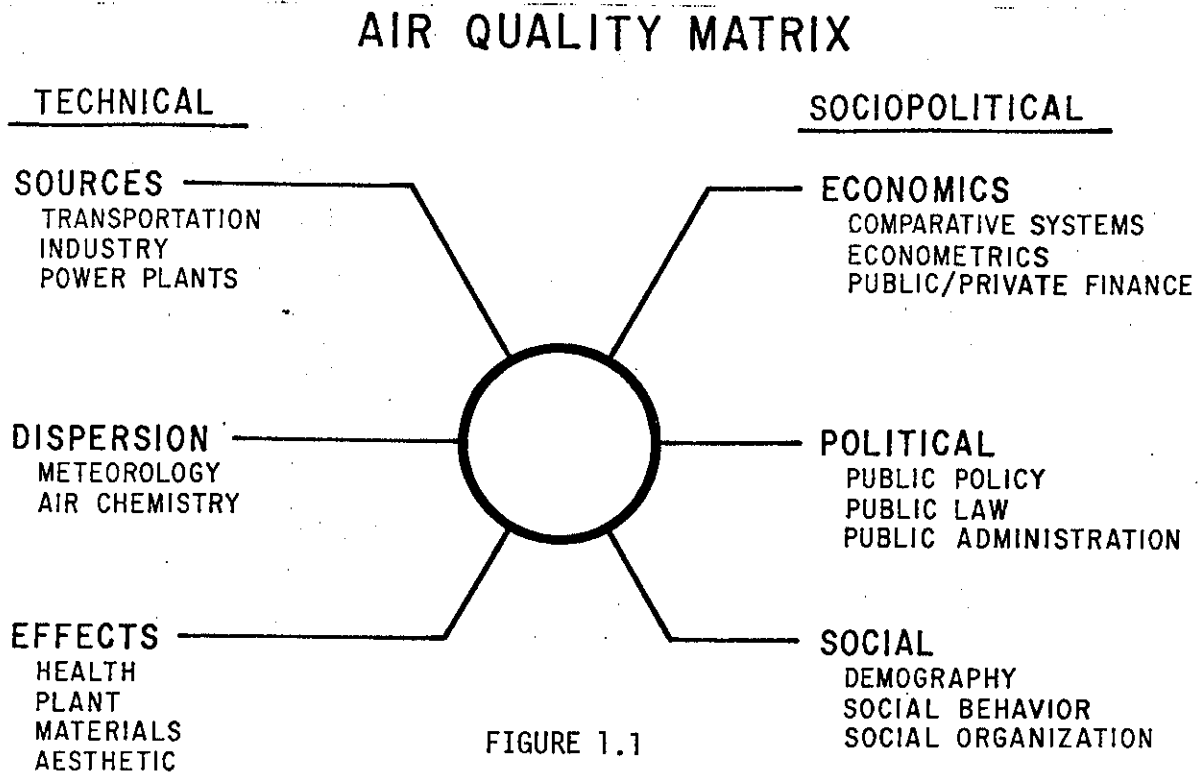 AIR QUALITY MATRIX
TECHNICAL
SOURCES
TRANSPORTATION
INDUSTRY
POWER PLANTS
DISPERSION
METEOROLOGY
AIR CHEMISTRY
EFFECTS
HEALTH
PLANT
MATERIALS
AESTHETIC
SOCIOPOLITICAL
ECONOMICS
COMPARATIVE SYSTEMS
ECONOMETRICS
PUBLIC/PRIVATE FINANCE
POLITICAL
PUBLIC POLICY
PUBLIC LAW
PUBLIC ADMINISTRATION
SOCIAL
DEMOGRAPHY
SOCIAL BEHAVIOR
SOCIAL ORGANIZATION
FIGURE 1.1